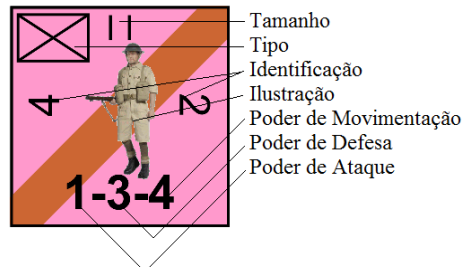 II
4
2
1-3-4
Tamanho
Tipo
Identificação
Ilustração
Poder de Movimentação
Poder de Defesa
Poder de Ataque